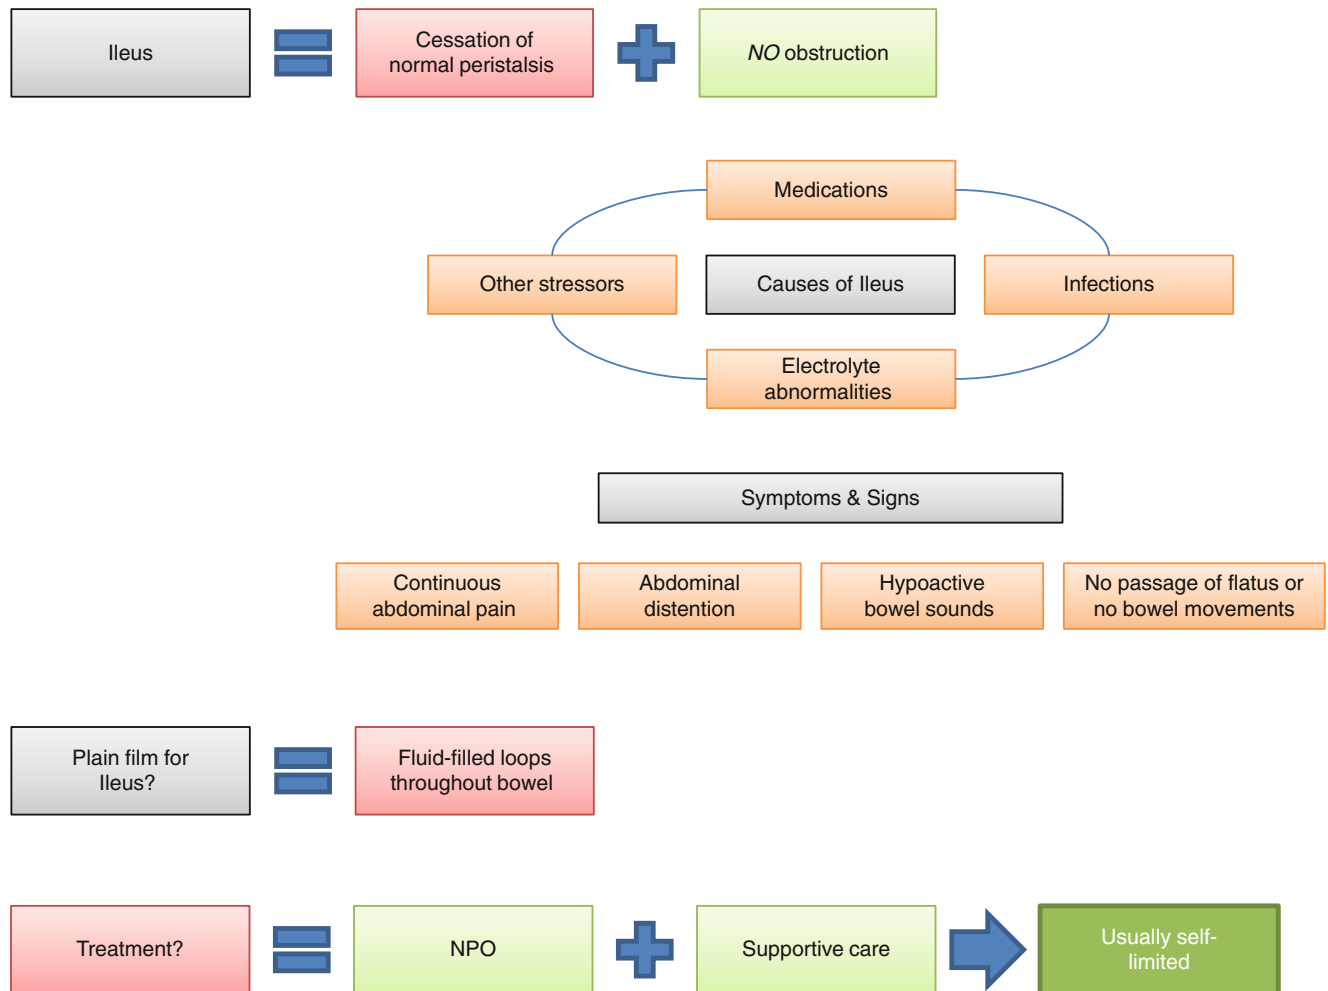 Ileus
Cessation of
normal peristalsis
NO obstruction
Medications
Other stressors
Causes of Ileus
Infections
Electrolyte
abnormalities
Symptoms & Signs
Continuous
abdominal pain
Abdominal
distention
Hypoactive
bowel sounds
No passage of flatus or
no bowel movements
Plain film for
Ileus?
Fluid-filled loops
throughout bowel
Treatment?
NPO
Supportive care
Usually self-
limited